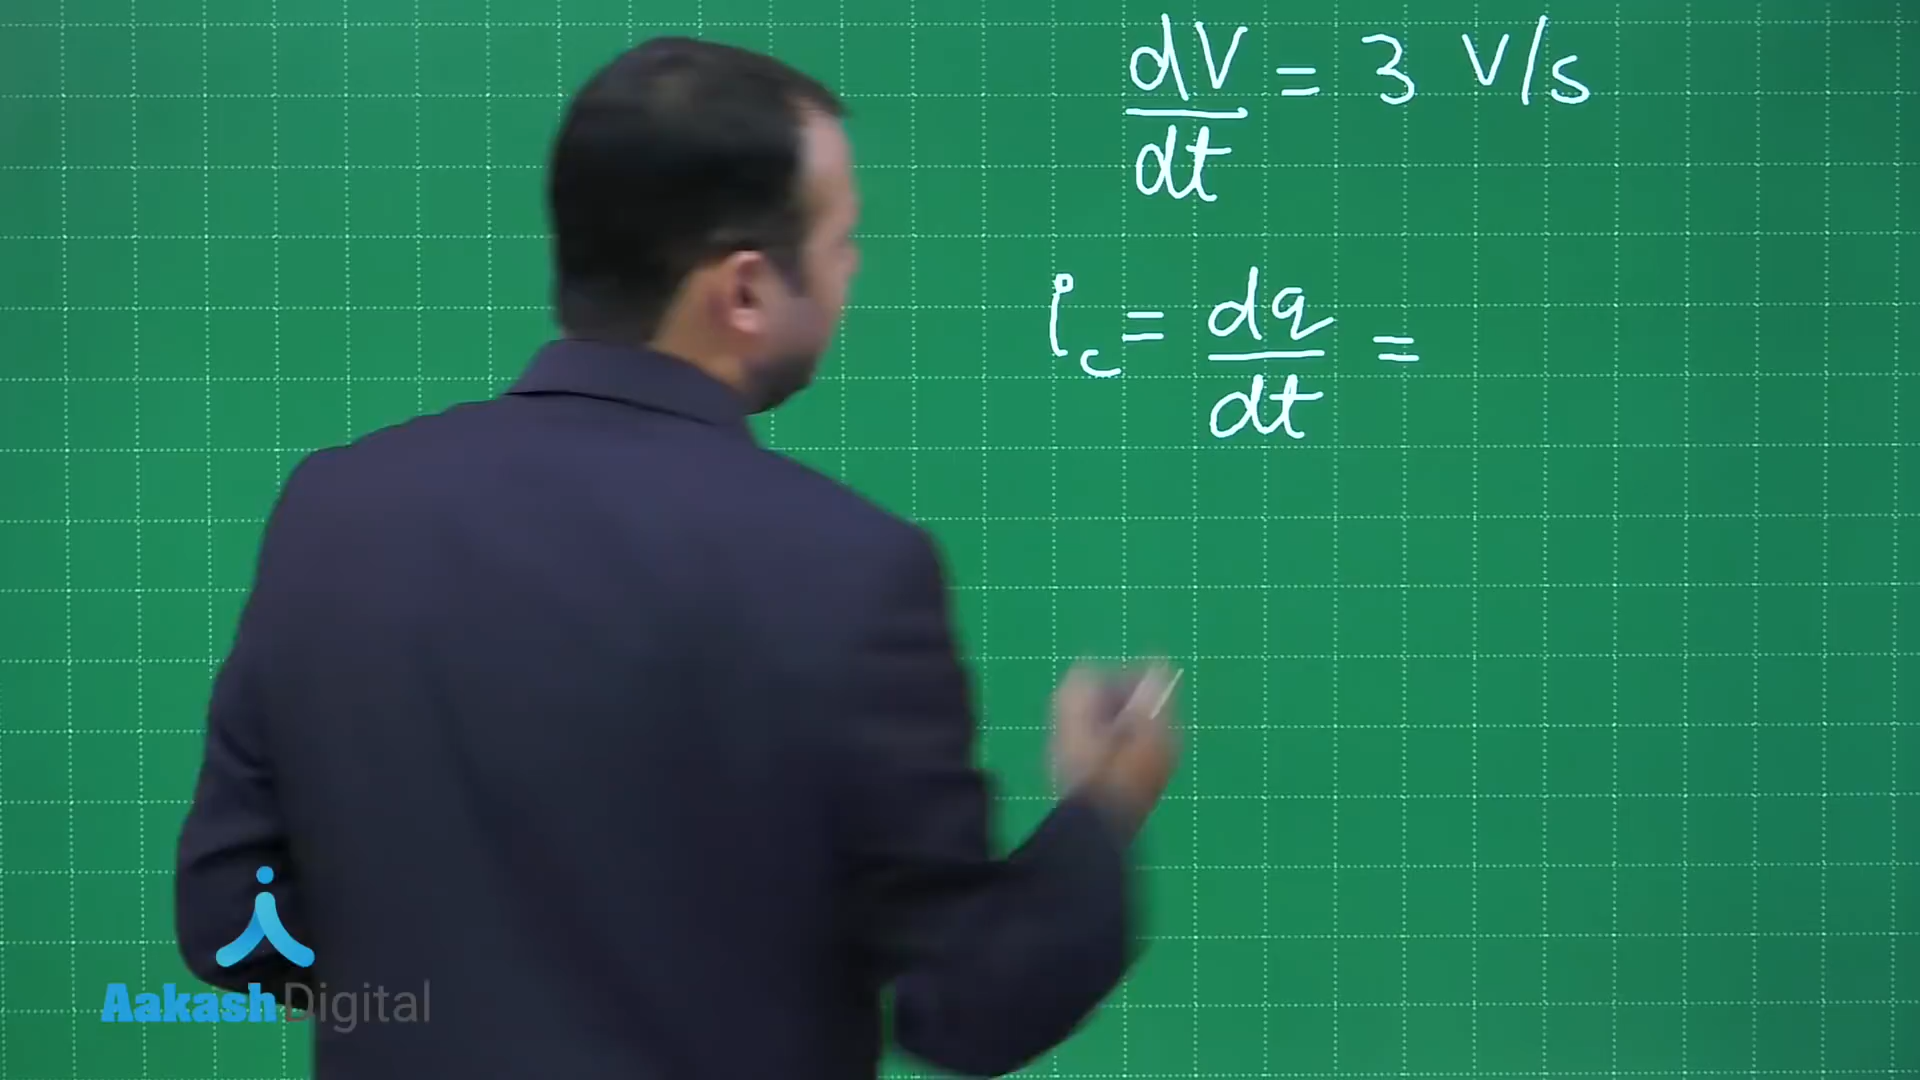 dV/dt = 3 V/s
i_c = dq/dt =
Aakash Digital